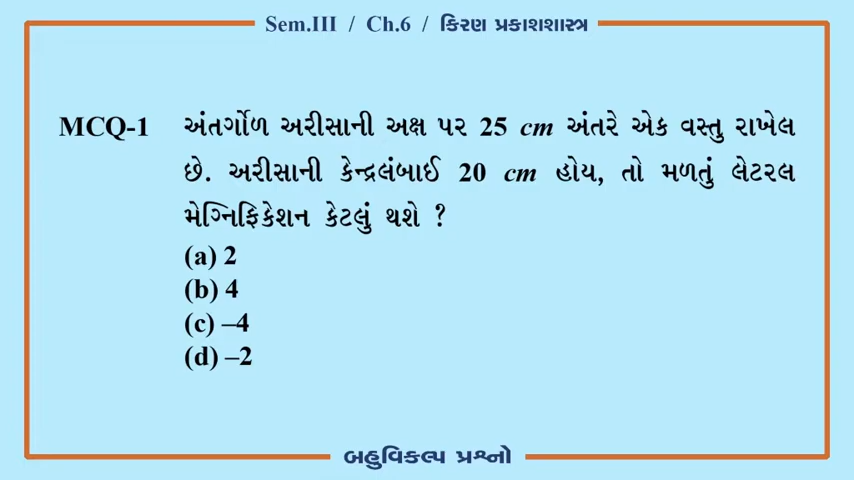 Sem.III / Ch.6 / કિરણ પ્રકાશશાસ્ત્ર
MCQ-1 અંતર્ગોળ અરીસાની અક્ષ પર 25 cm અંતરે એક વસ્તુ રાખેલ
છે. અરીસાની કેન્દ્રલંબાઈ 20 cm હોય, તો મળતું લેટરલ
મેગ્નિફિકેશન કેટલું થશે ?
(a) 2
(b) 4
(c) –4
(d) –2
બહુવિકલ્પ પ્રશ્નો